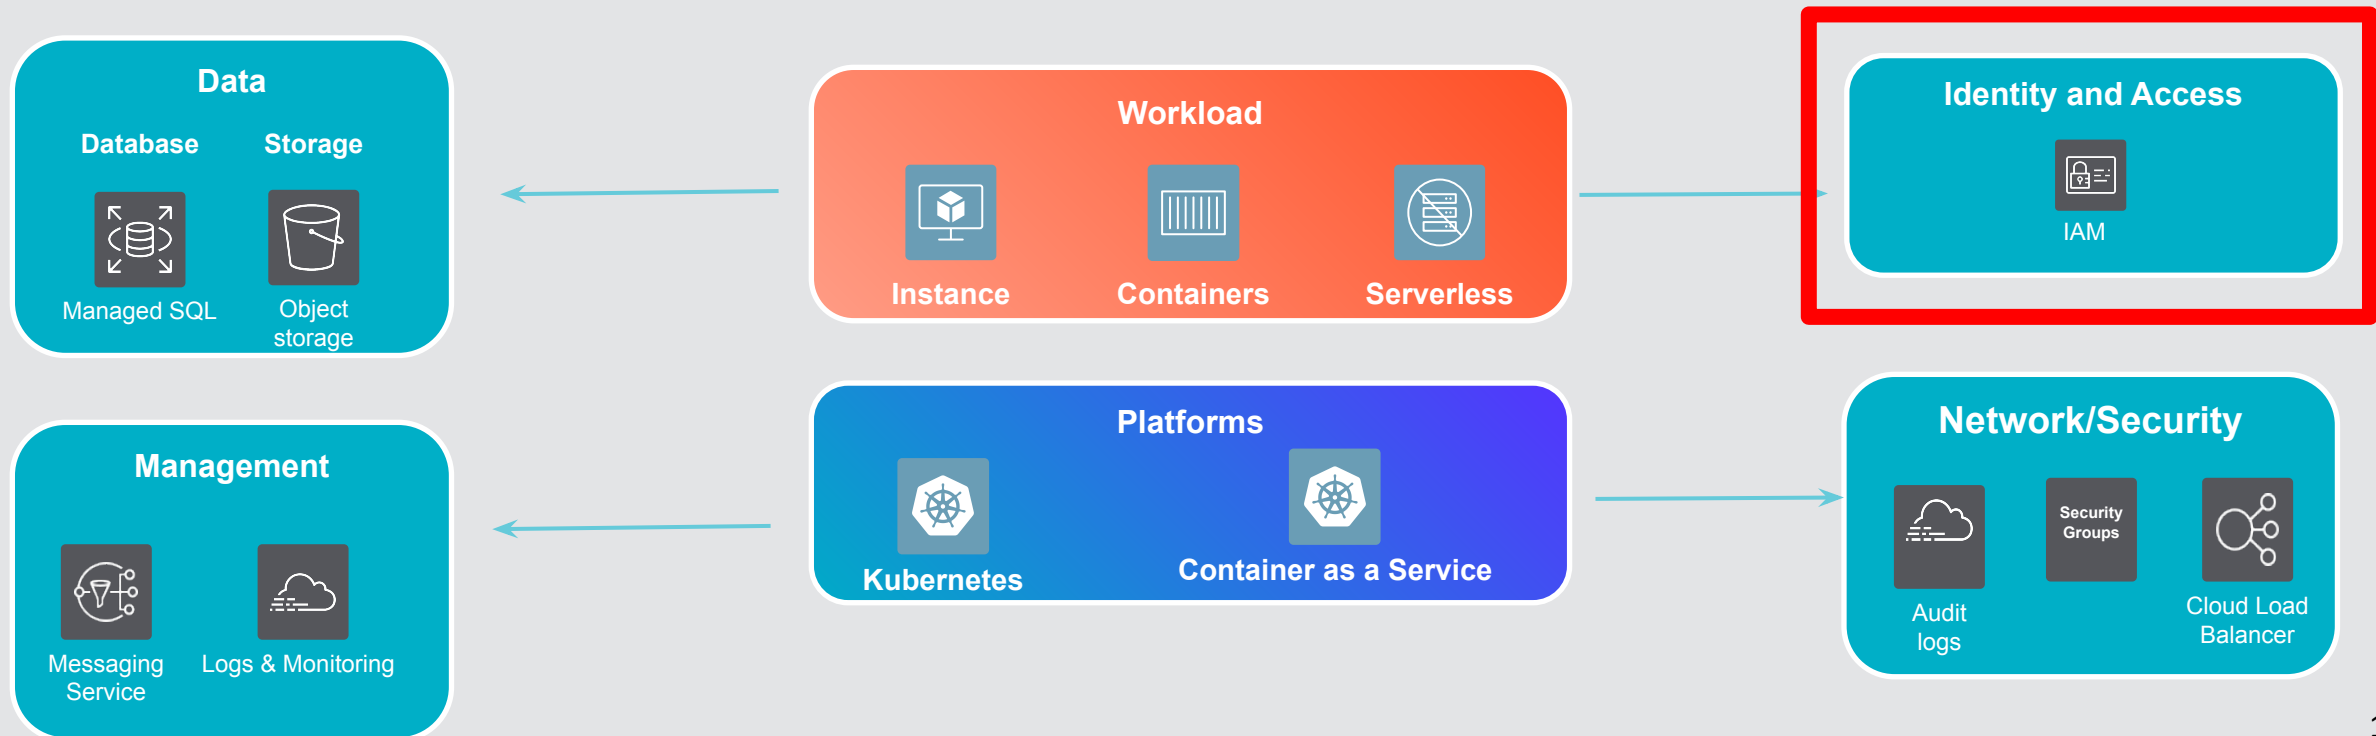 Data
Database
Storage
Managed SQL
Object
storage
Workload
Instance
Containers
Serverless
Identity and Access
IAM
Management
Messaging
Service
Logs & Monitoring
Platforms
Kubernetes
Container as a Service
Network/Security
Audit
logs
Security
Groups
Cloud Load
Balancer